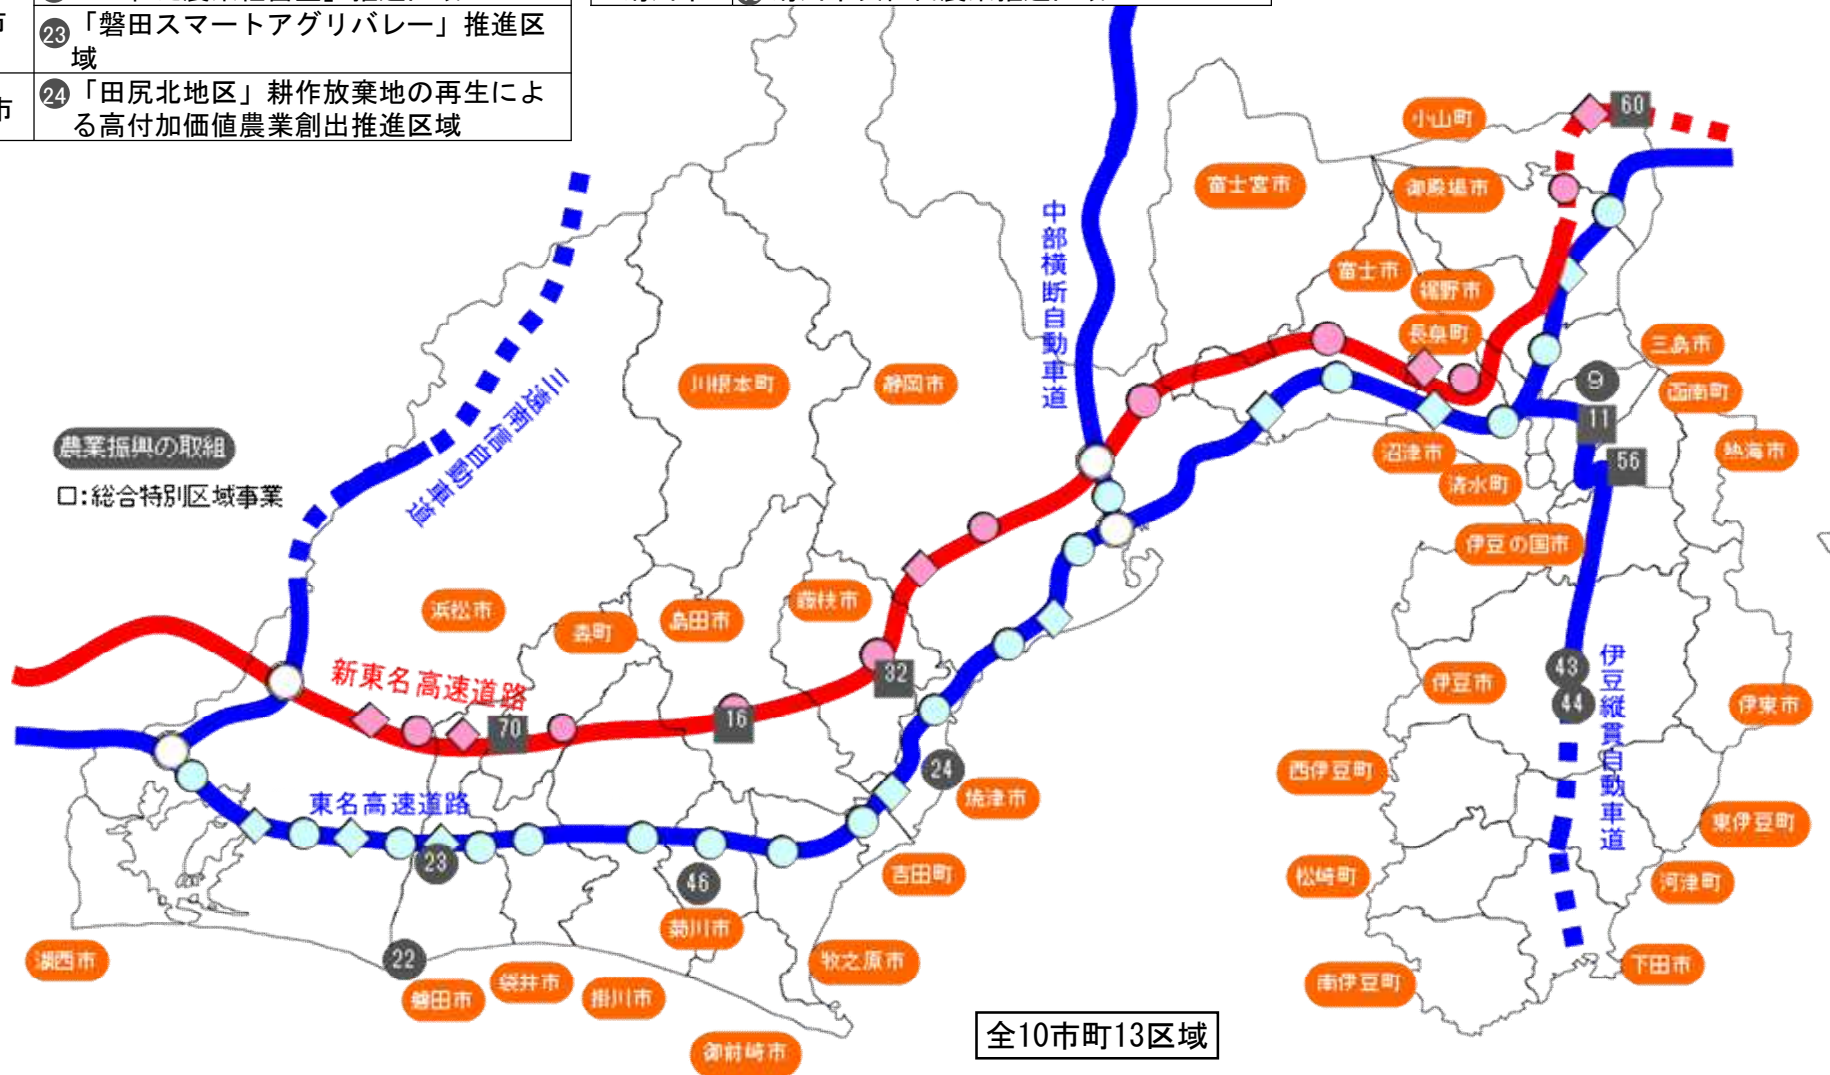 市
23 「磐田スマートアグリバレー」推進区
域
市
24 「田尻北地区」耕作放棄地の再生によ
る高付加価値農業創出推進区域
農業振興の取組
□:総合特別区域事業
三遠南信自動車道
中部横断自動車道
新東名高速道路
東名高速道路
伊豆縦貫自動車道
小山町
富士宮市
御殿場市
富士市
裾野市
長泉町
三島市
函南町
熱海市
沼津市
清水町
伊豆の国市
川根本町
静岡市
浜松市
森町
島田市
藤枝市
伊豆市
伊東市
西伊豆町
東伊豆町
松崎町
河津町
南伊豆町
下田市
焼津市
吉田町
菊川市
牧之原市
湖西市
磐田市
袋井市
掛川市
御前崎市
60
9
11
56
32
16
70
43
44
24
23
46
22
全10市町13区域